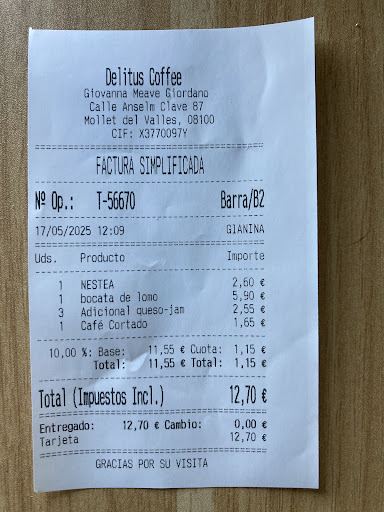 Delitus Coffee
Giovanna Meave Giordano
Calle Anselm Clave 87
Mollet del Valles, 08100
CIF: X3770097Y
FACTURA SIMPLIFICADA
Nº Op.: T-56670 Barra/B2
17/05/2025 12:09 GIANINA
Uds. Producto Importe
1 NESTEA 2,60 €
1 bocata de lomo 5,90 €
3 Adicional queso-jam 2,55 €
1 Café Cortado 1,65 €
10,00 %: Base: 11,55 € Cuota: 1,15 €
Total: 11,55 € Total: 1,15 €
Total (Impuestos Incl.) 12,70 €
Entregado: 12,70 € Cambio: 0,00 €
Tarjeta 12,70 €
GRACIAS POR SU VISITA